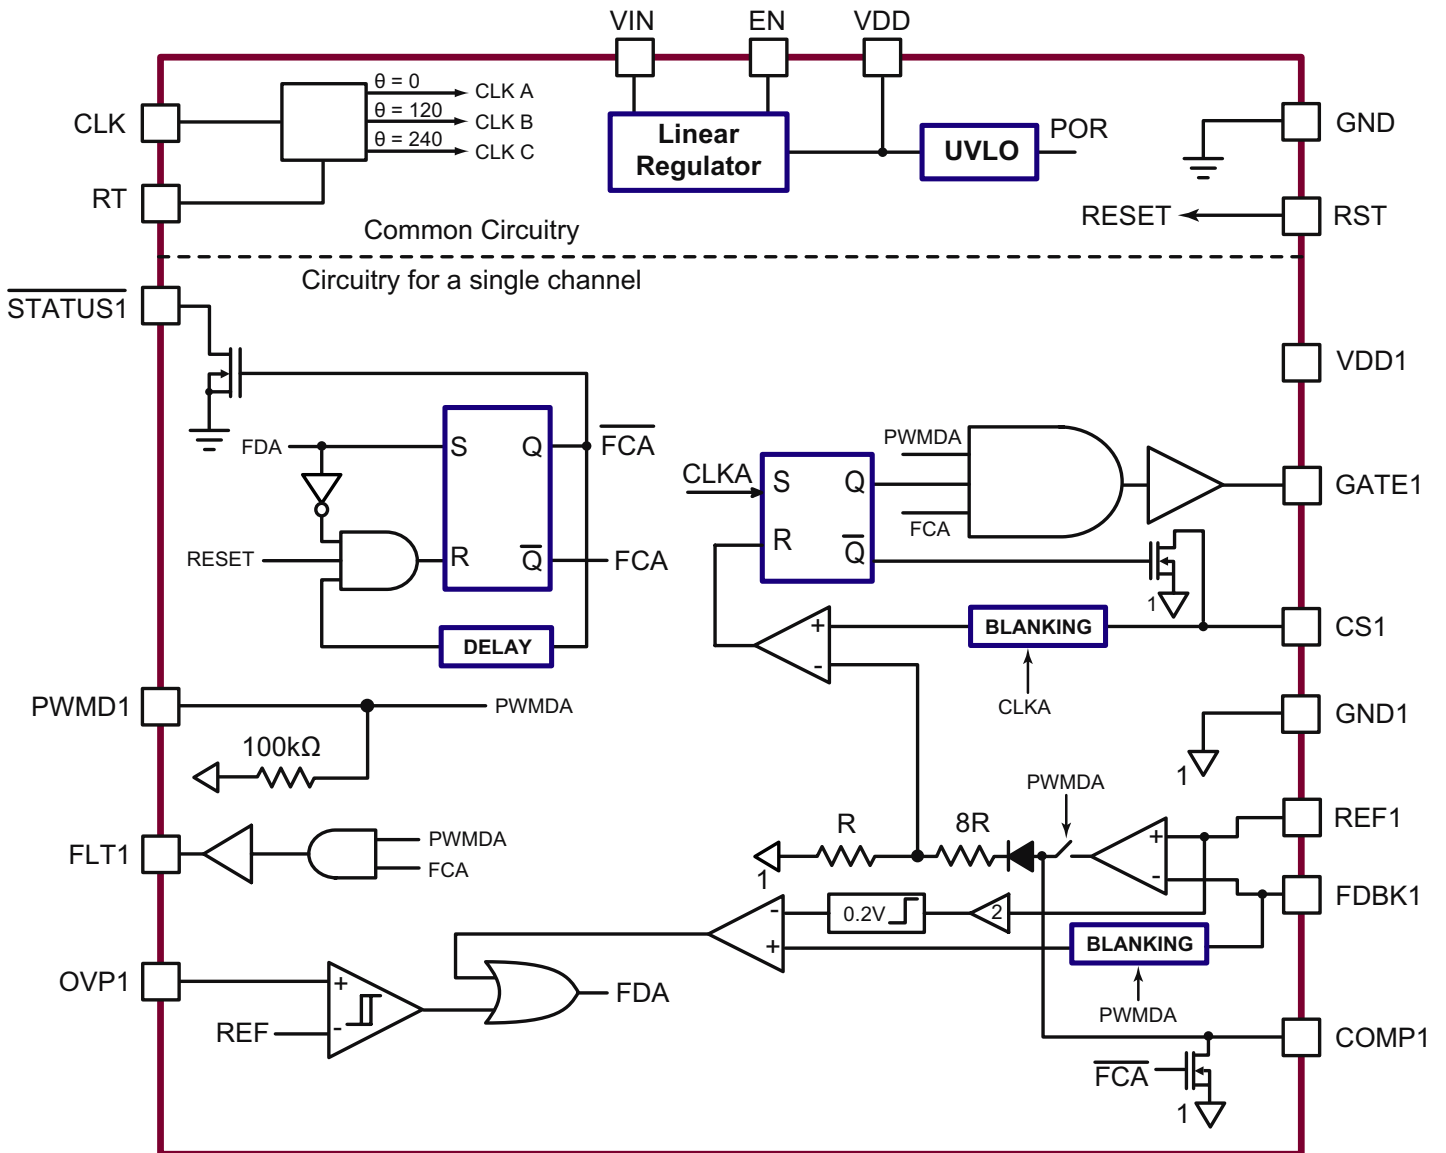 VIN EN VDD
CLK
RT
θ = 0 CLK A
θ = 120 CLK B
θ = 240 CLK C
Linear
Regulator
UVLO
POR
GND
RESET RST
Common Circuitry
Circuitry for a single channel
STATUS1
VDD1
FDA
S Q FCA
RESET
R Q FCA
DELAY
PWMDA
CLKA
S Q
FCA
R Q
GATE1
1
+
-
BLANKING
CLKA
CS1
PWMD1
PWMDA
100kΩ
GND1
1
FLT1
PWMDA
FCA
PWMDA
R 8R
1
+
-
REF1
FDBK1
0.2V
2
-
+
BLANKING
PWMDA
OVP1
+
-
REF
FDA
COMP1
FCA
1